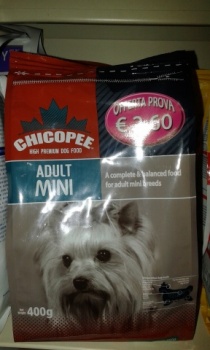 OFFERTA PROVA
€ 2.60
CHICOPEE
HIGH PREMIUM DOG FOOD
ADULT
MINI
A complete & balanced food
for adult mini breeds
400g